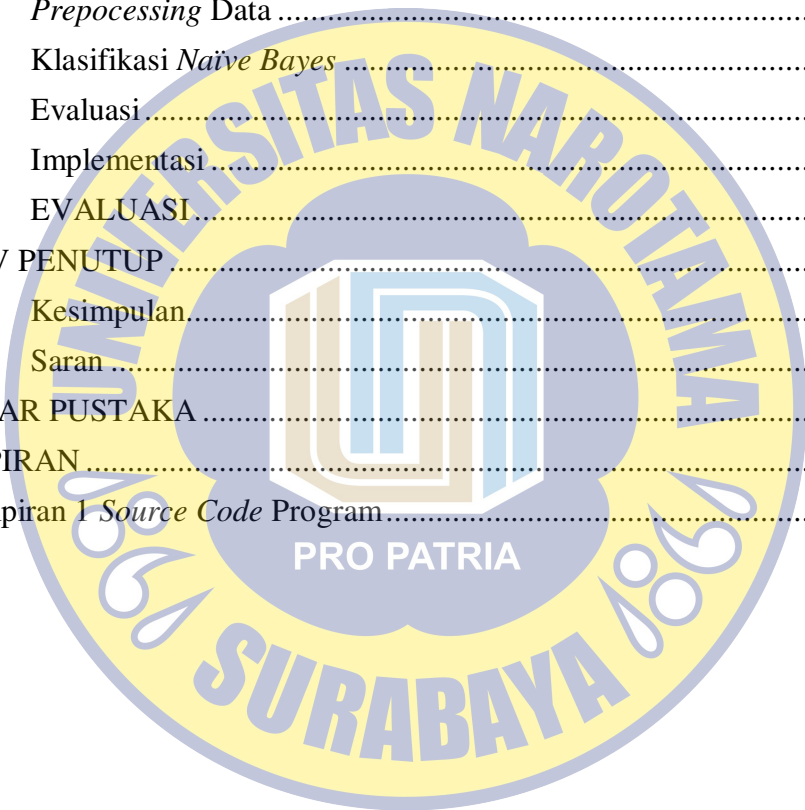 Prepocessing Data ........................................................................
Klasifikasi Naïve Bayes ........................................................................
Evaluasi ........................................................................
Implementasi ........................................................................
EVALUASI ........................................................................
V PENUTUP ........................................................................
Kesimpulan ........................................................................
Saran ........................................................................
AR PUSTAKA ........................................................................
PIRAN ........................................................................
piran 1 Source Code Program ........................................................................
UNIVERSITAS NAROTAMA
PRO PATRIA
SURABAYA